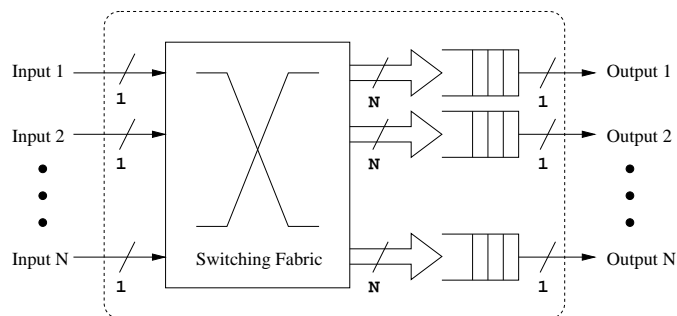 Input 1
1
N
1
Output 1
Input 2
1
N
1
Output 2
Input N
1
Switching Fabric
N
1
Output N